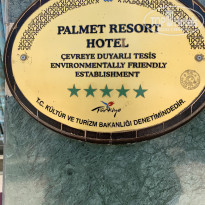 PALMET RESORT
HOTEL
ÇEVREYE DUYARLI TESİS
ENVIRONMENTALLY FRIENDLY
ESTABLISHMENT
Türkiye
T.C. KÜLTÜR VE TURİZM BAKANLIĞI DENETİMİNDEDİR.